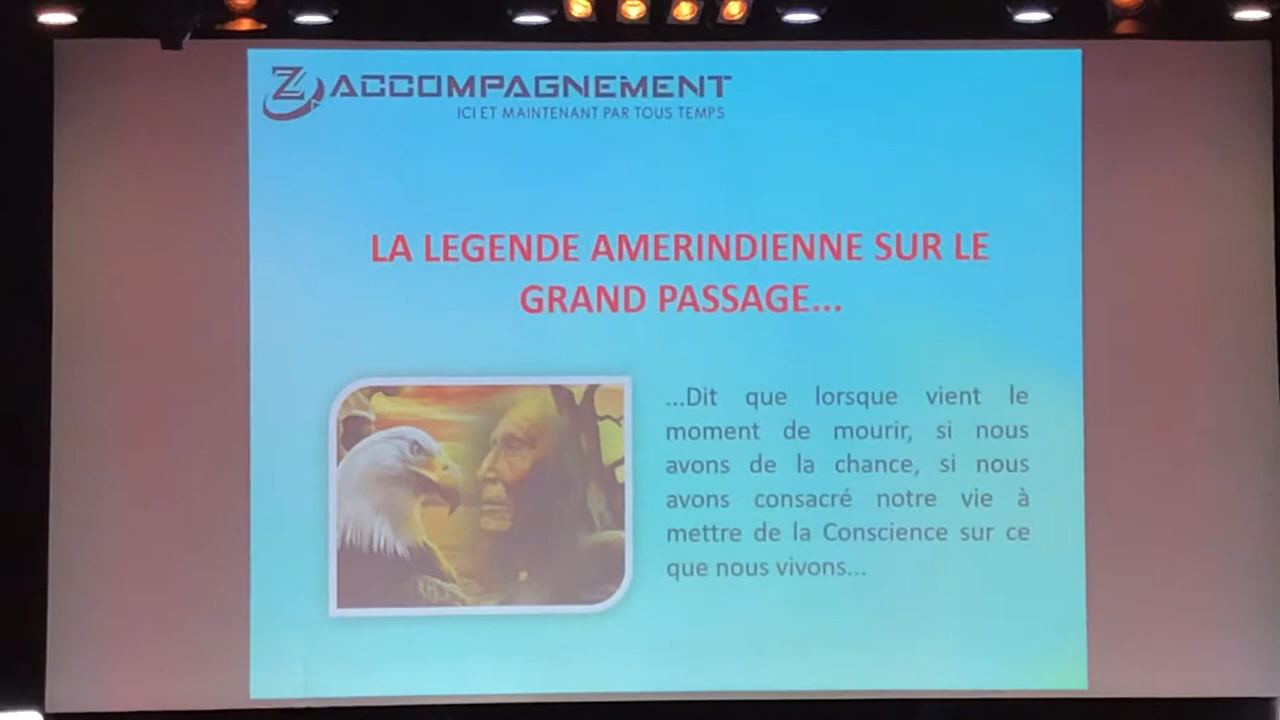 Z ACCOMPAGNEMENT
ICI ET MAINTENANT PAR TOUS TEMPS
LA LEGENDE AMERINDIENNE SUR LE
GRAND PASSAGE...
...Dit que lorsque vient le
moment de mourir, si nous
avons de la chance, si nous
avons consacré notre vie à
mettre de la Conscience sur ce
que nous vivons...